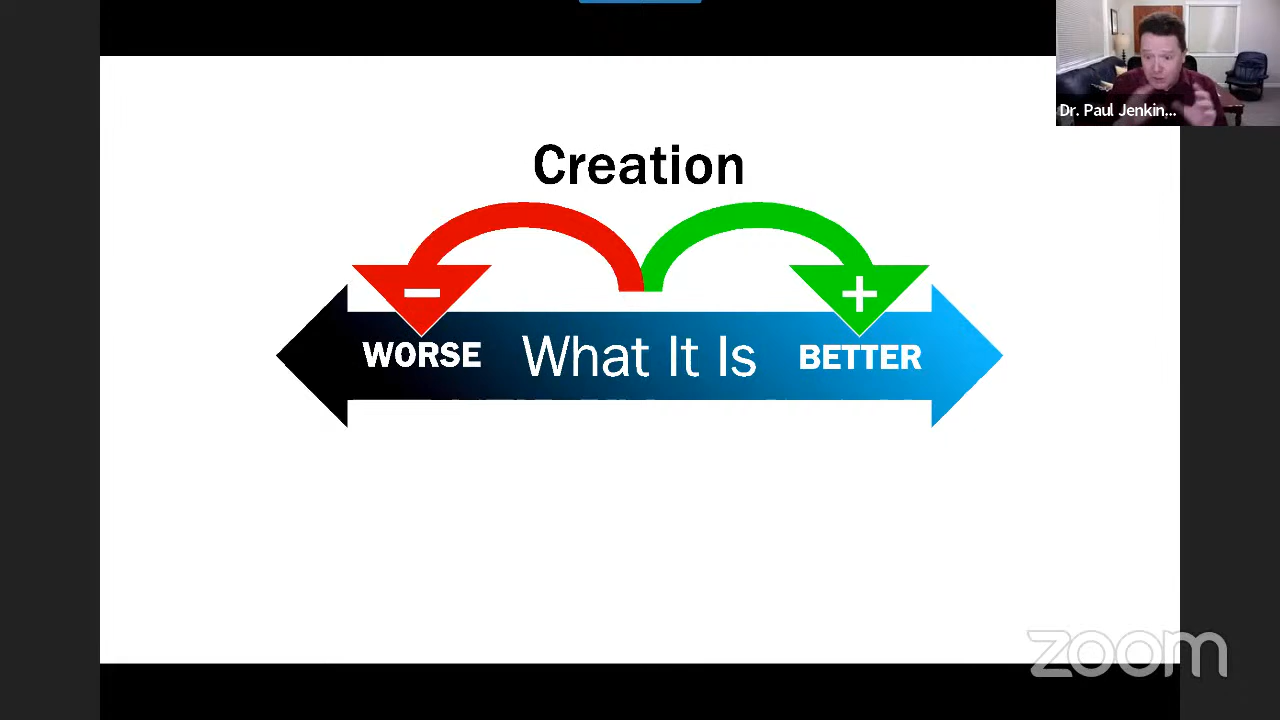 Dr. Paul Jenkin...
Creation
−
+
WORSE
What It Is
BETTER
zoom